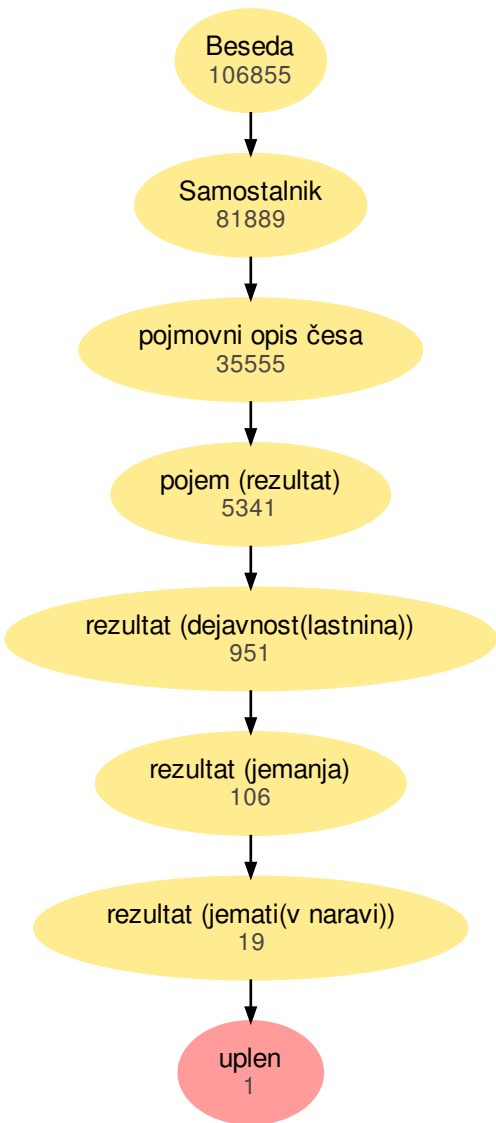 Beseda
106855
Samostalnik
81889
pojmovni opis česa
35555
pojem (rezultat)
5341
rezultat (dejavnost(lastnina))
951
rezultat (jemanja)
106
rezultat (jemati(v naravi))
19
uplen
1